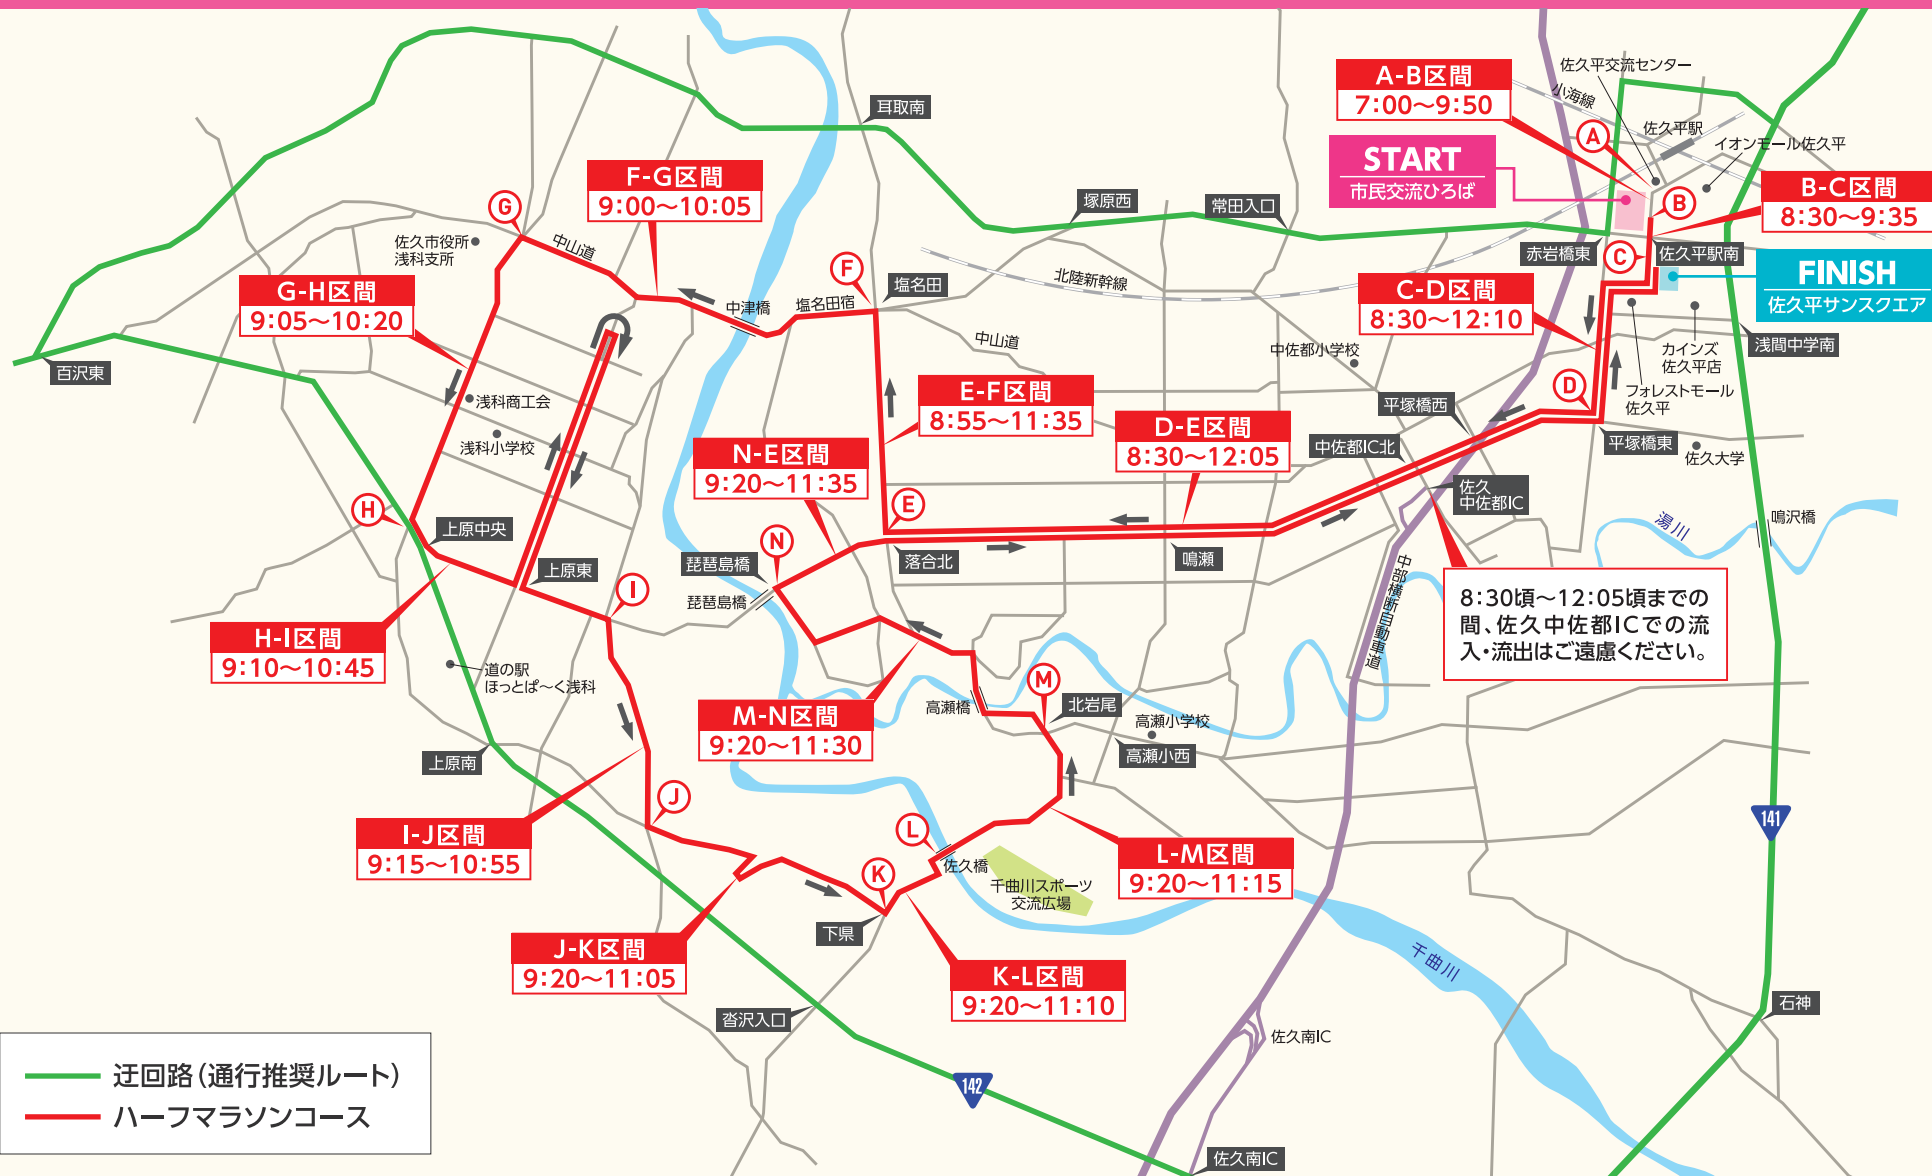 A-B区間
7:00〜9:50
START
市民交流ひろば
佐久平交流センター
小海線
佐久平駅
イオンモール佐久平
A
B
B-C区間
8:30〜9:35
C
佐久平駅南
赤岩橋東
FINISH
佐久平サンスクエア
C-D区間
8:30〜12:10
浅間中学南
カインズ
佐久平店
フォレストモール
佐久平
D
平塚橋東
佐久大学
平塚橋西
中佐都IC北
佐久
中佐都IC
中佐都小学校
耳取南
塚原西
常田入口
北陸新幹線
F-G区間
9:00〜10:05
G
中山道
佐久市役所
浅科支所
F
塩名田
塩名田宿
中津橋
中山道
G-H区間
9:05〜10:20
百沢東
浅科商工会
浅科小学校
E-F区間
8:55〜11:35
D-E区間
8:30〜12:05
N-E区間
9:20〜11:35
E
H
上原中央
上原東
I
N
琵琶島橋
琵琶島橋
落合北
鳴瀬
湯川
鳴沢橋
中部横断自動車道
8:30頃〜12:05頃までの
間、佐久中佐都ICでの流
入・流出はご遠慮ください。
H-I区間
9:10〜10:45
道の駅
ほっとぱ〜く浅科
上原南
M-N区間
9:20〜11:30
高瀬橋
M
北岩尾
高瀬小学校
高瀬小西
I-J区間
9:15〜10:55
J
L
佐久橋
K
千曲川スポーツ
交流広場
L-M区間
9:20〜11:15
141
下県
J-K区間
9:20〜11:05
K-L区間
9:20〜11:10
千曲川
石神
沓沢入口
佐久南IC
142
佐久南IC
迂回路(通行推奨ルート)
ハーフマラソンコース